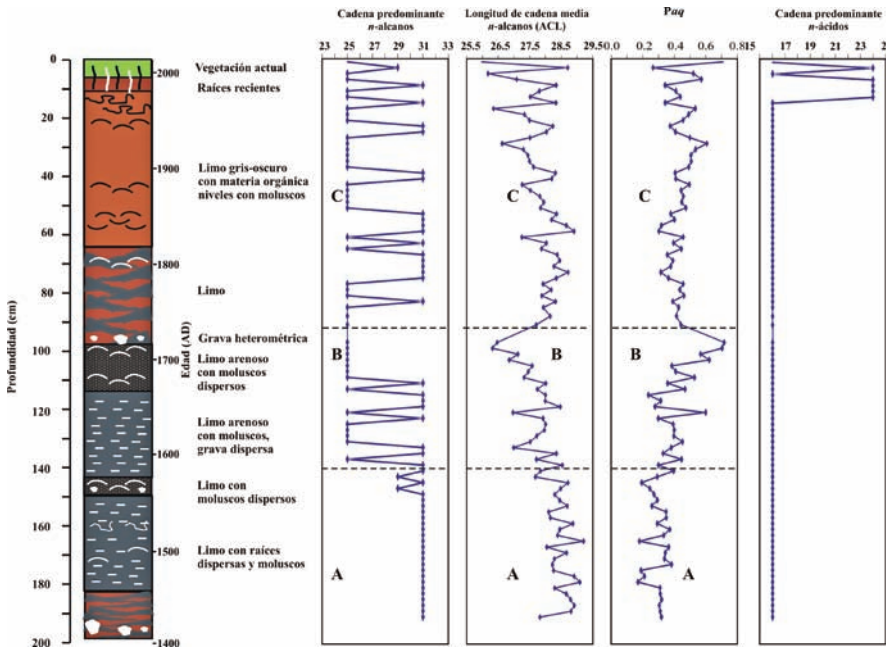 Cadena predominante
n-alcanos
23 25 27 29 31 33
Longitud de cadena media
n-alcanos (ACL)
25.5 26.5 27.5 28.5 29.50
Paq
0.0 0.2 0.4 0.6 0.8
Cadena predominante
n-ácidos
15 17 19 21 23 25
Profundidad (cm)
0
20
40
60
80
100
120
140
160
180
200
Edad (AD)
2000
1900
1800
1700
1600
1500
1400
Vegetación actual
Raíces recientes
Limo gris-oscuro
con materia orgánica
niveles con moluscos
Limo
Grava heterométrica
Limo arenoso
con moluscos
dispersos
Limo arenoso
con moluscos,
grava dispersa
Limo con
moluscos dispersos
Limo con raíces
dispersas y moluscos
C
C
C
B
B
B
A
A
A